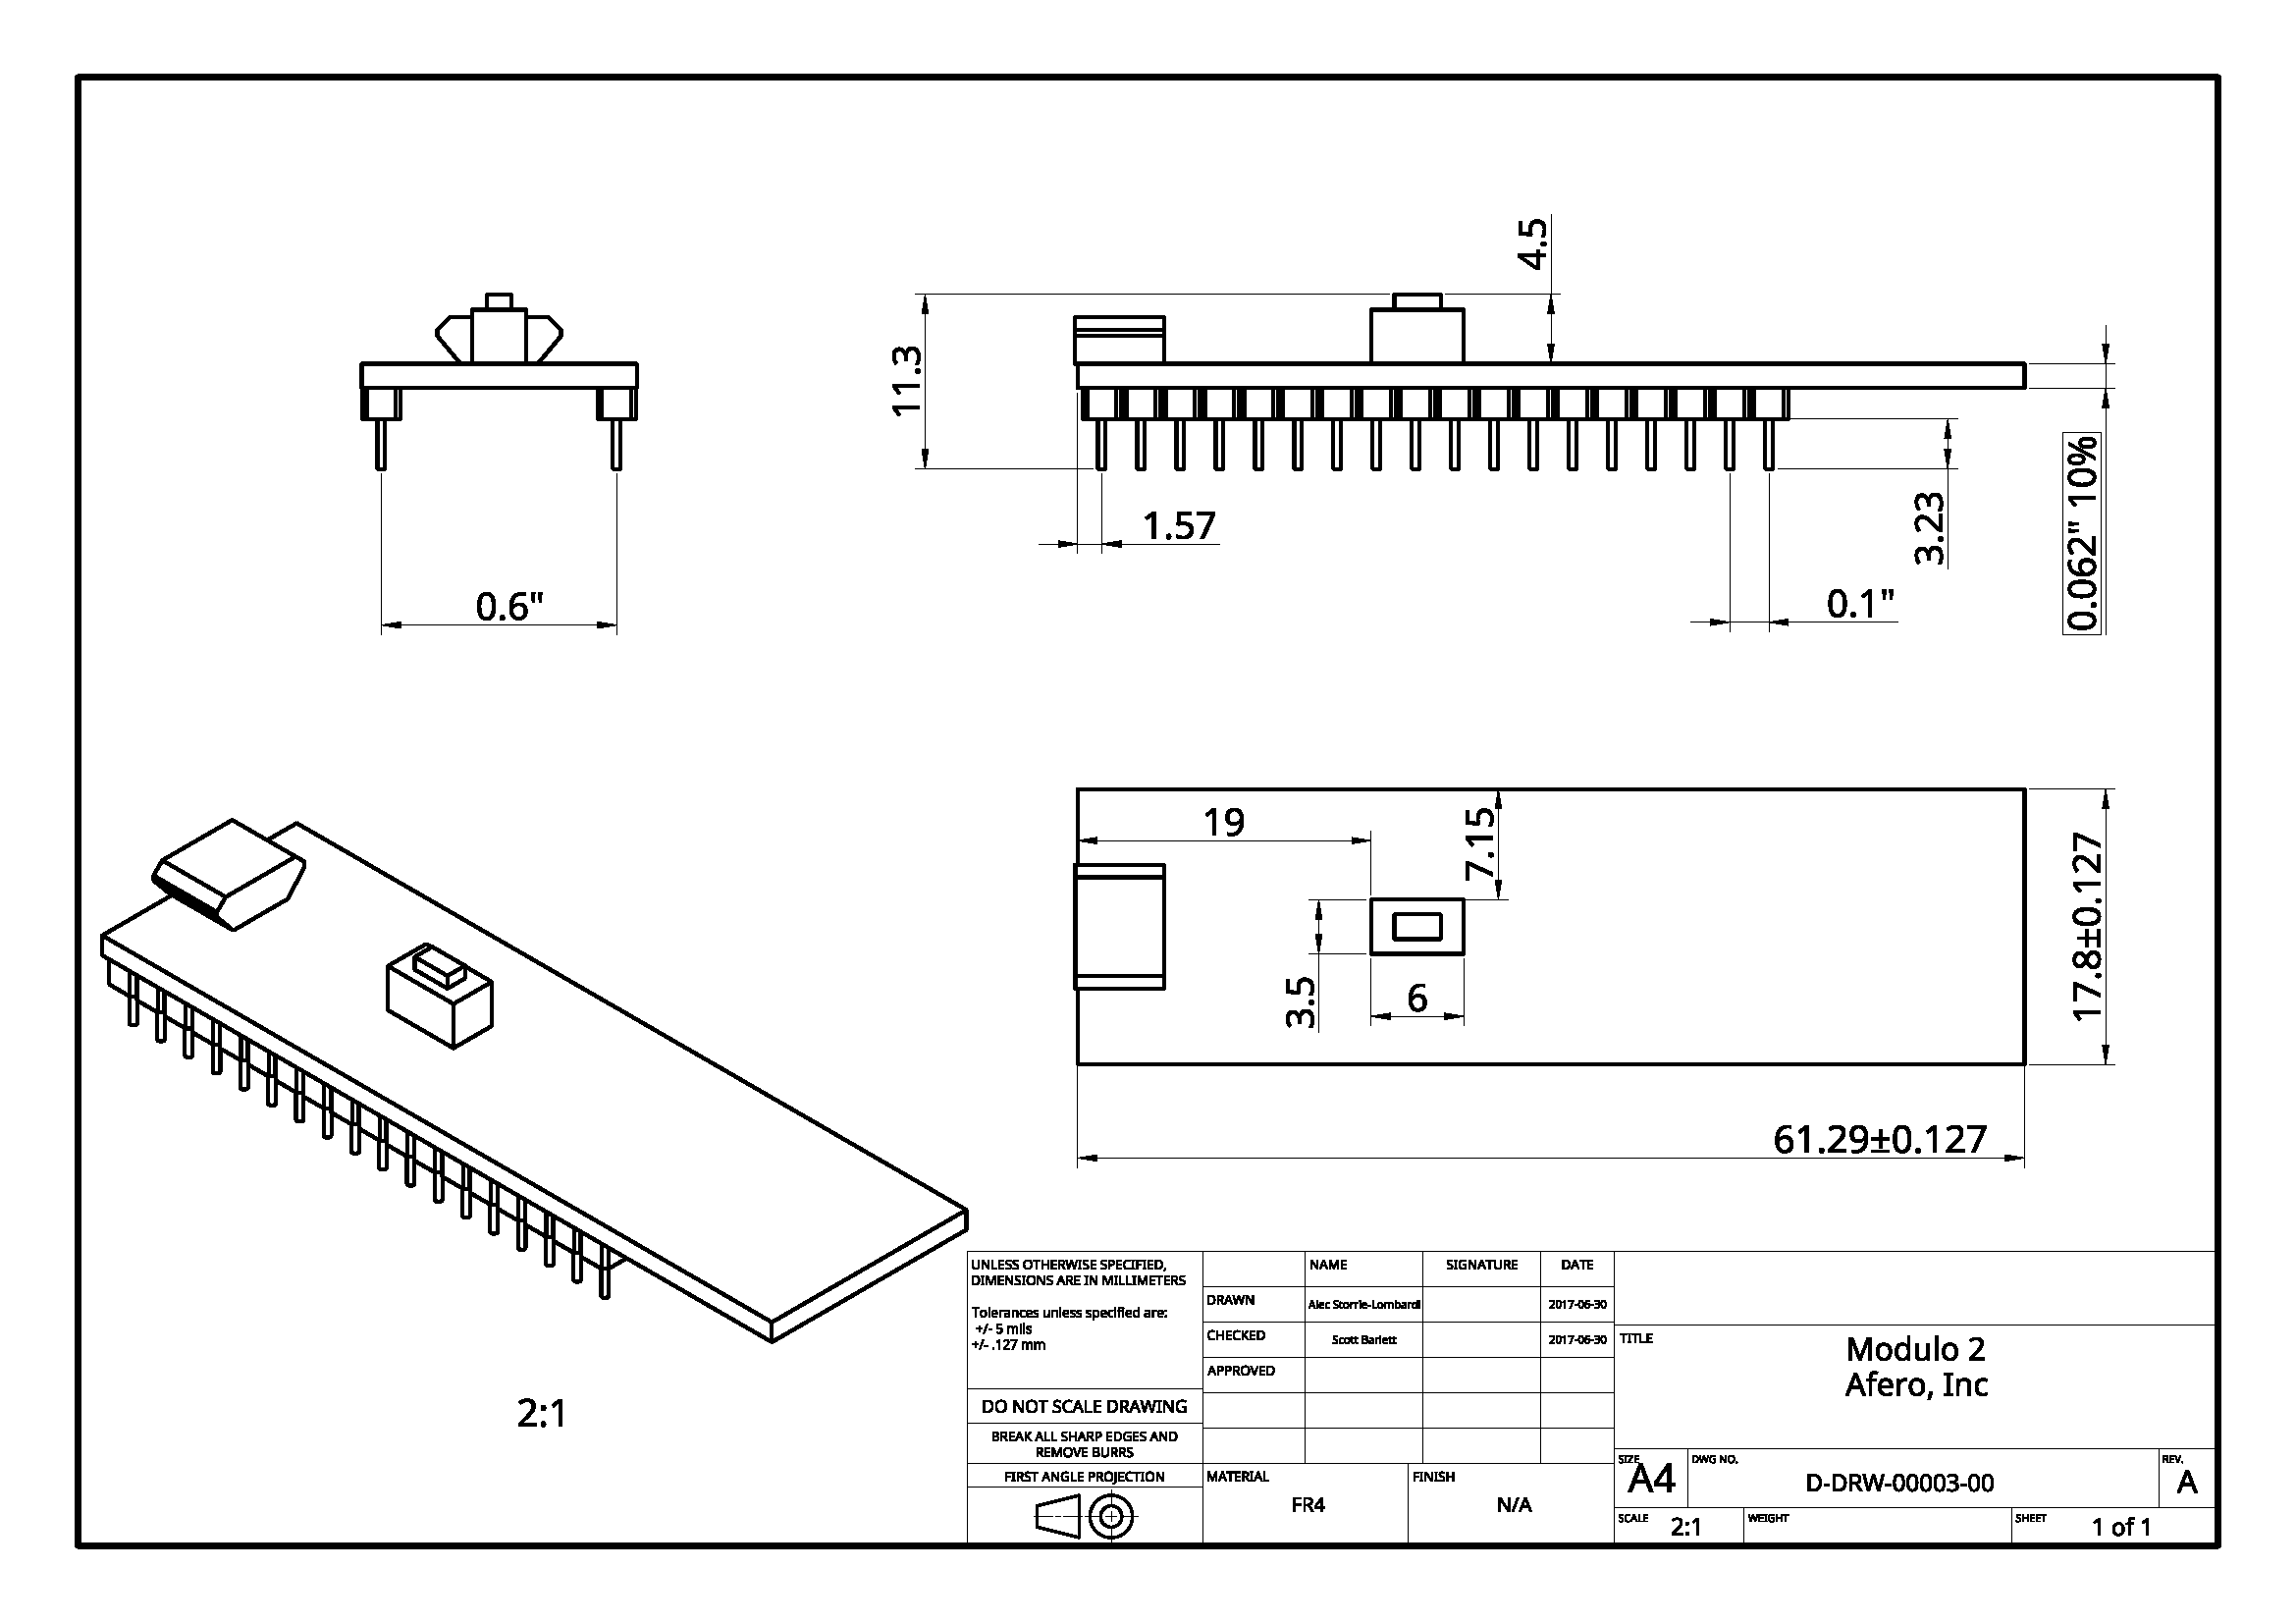 4.5
11.3
1.57
3.23
0.062" 10%
0.6"
0.1"
19
7.15
17.8±0.127
3.5
6
61.29±0.127
2:1
UNLESS OTHERWISE SPECIFIED,
DIMENSIONS ARE IN MILLIMETERS
Tolerances unless specified are:
+/- 5 mils
+/- .127 mm
DO NOT SCALE DRAWING
BREAK ALL SHARP EDGES AND
REMOVE BURRS
FIRST ANGLE PROJECTION
NAME SIGNATURE DATE
DRAWN Alec Storrie-Lombardi 2017-06-30
CHECKED Scott Barlett 2017-06-30
APPROVED
MATERIAL
FR4
FINISH
N/A
TITLE
Modulo 2
Afero, Inc
SIZE
A4
DWG NO.
D-DRW-00003-00
REV.
A
SCALE 2:1
WEIGHT
SHEET 1 of 1